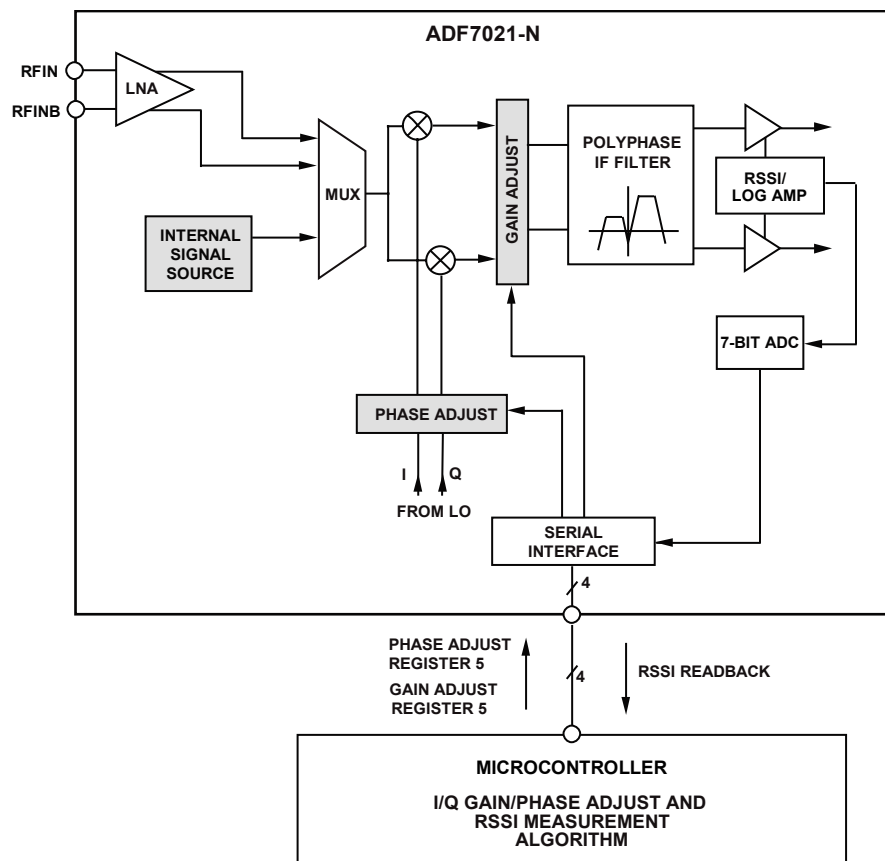 ADF7021-N
RFIN
RFINB
LNA
MUX
INTERNAL
SIGNAL
SOURCE
GAIN ADJUST
POLYPHASE
IF FILTER
RSSI/
LOG AMP
7-BIT ADC
PHASE ADJUST
I
Q
FROM LO
SERIAL
INTERFACE
4
PHASE ADJUST
REGISTER 5
GAIN ADJUST
REGISTER 5
4
RSSI READBACK
MICROCONTROLLER
I/Q GAIN/PHASE ADJUST AND
RSSI MEASUREMENT
ALGORITHM